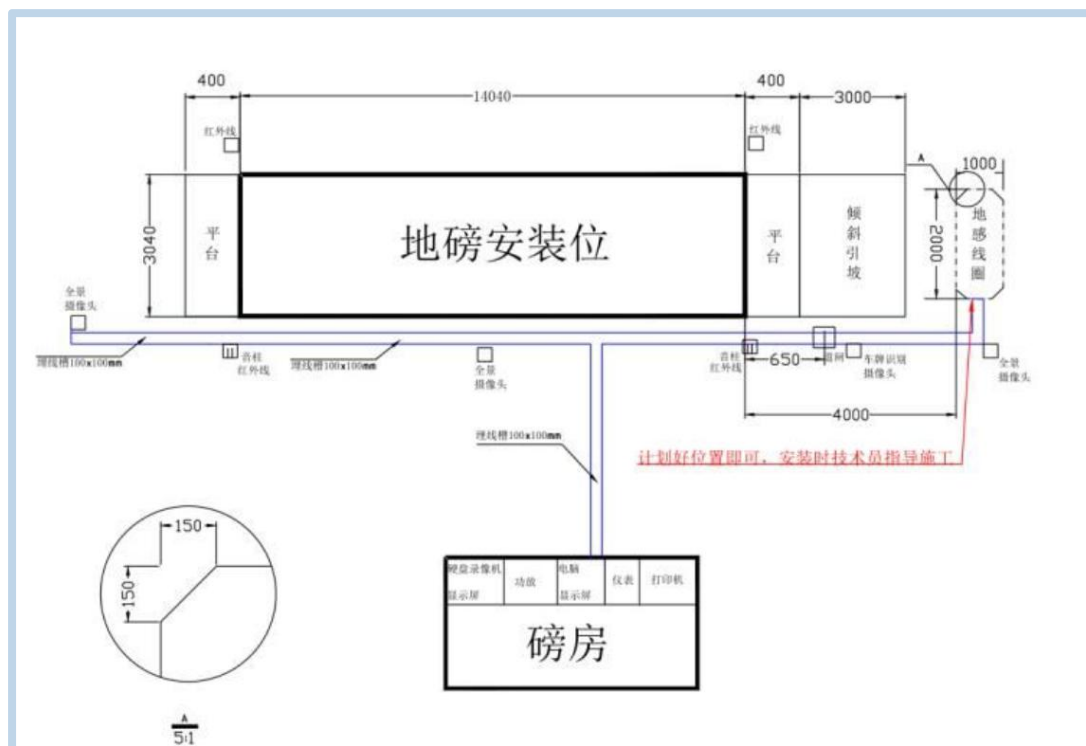 400
14040
400
3000
红外线
红外线
A
1000
3040
平台
地磅安装位
平台
倾斜引坡
2000
地感线圈
全景
摄像头
埋线槽100x100mm
音柱
红外线
埋线槽100x100mm
全景
摄像头
音柱
红外线
650
道闸
车牌识别
摄像头
全景
摄像头
4000
埋线槽100x100mm
计划好位置即可，安装时技术员指导施工
150
150
A
5:1
硬盘录像机
显示屏
功放
电脑
显示屏
仪表
打印机
磅房